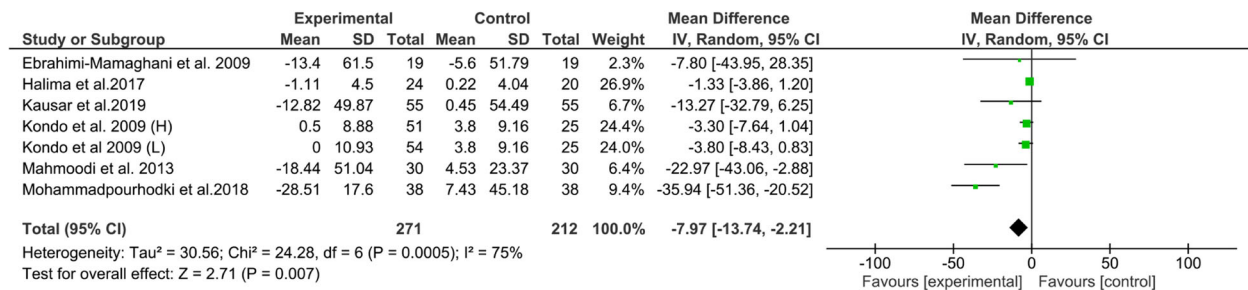 Experimental Control Mean Difference Mean Difference
Study or Subgroup Mean SD Total Mean SD Total Weight IV, Random, 95% CI IV, Random, 95% CI
Ebrahimi-Mamaghani et al. 2009 -13.4 61.5 19 -5.6 51.79 19 2.3% -7.80 [-43.95, 28.35]
Halima et al.2017 -1.11 4.5 24 0.22 4.04 20 26.9% -1.33 [-3.86, 1.20]
Kausar et al.2019 -12.82 49.87 55 0.45 54.49 55 6.7% -13.27 [-32.79, 6.25]
Kondo et al. 2009 (H) 0.5 8.88 51 3.8 9.16 25 24.4% -3.30 [-7.64, 1.04]
Kondo et al 2009 (L) 0 10.93 54 3.8 9.16 25 24.0% -3.80 [-8.43, 0.83]
Mahmoodi et al. 2013 -18.44 51.04 30 4.53 23.37 30 6.4% -22.97 [-43.06, -2.88]
Mohammadpourhodki et al.2018 -28.51 17.6 38 7.43 45.18 38 9.4% -35.94 [-51.36, -20.52]
Total (95% CI) 271 212 100.0% -7.97 [-13.74, -2.21]
Heterogeneity: Tau² = 30.56; Chi² = 24.28, df = 6 (P = 0.0005); I² = 75%
Test for overall effect: Z = 2.71 (P = 0.007)
-100 -50 0 50 100
Favours [experimental] Favours [control]